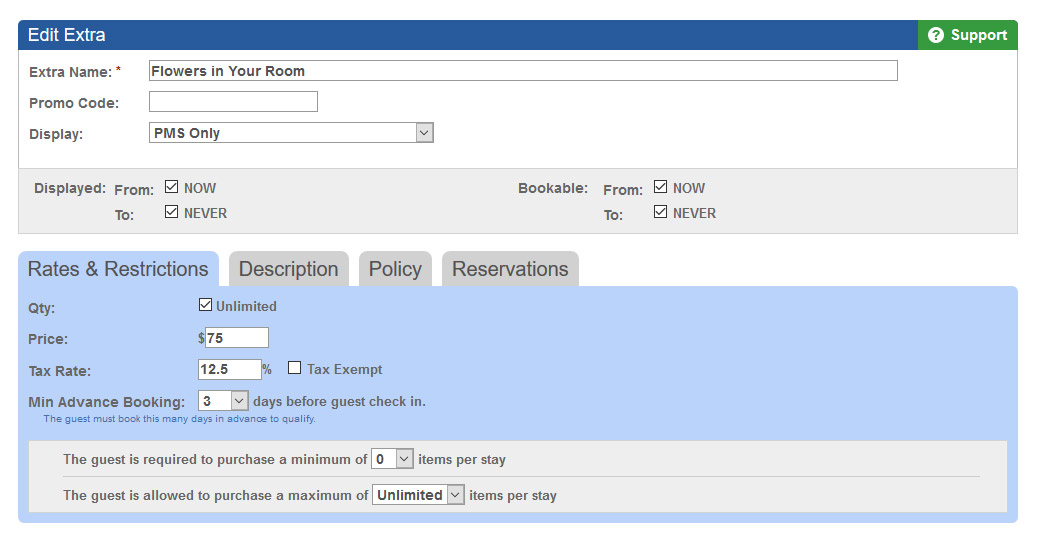 Edit Extra
Support
Extra Name: * Flowers in Your Room
Promo Code:
Display: PMS Only
Displayed: From: NOW Bookable: From: NOW
To: NEVER To: NEVER
Rates & Restrictions Description Policy Reservations
Qty: Unlimited
Price: $75
Tax Rate: 12.5 % Tax Exempt
Min Advance Booking: 3 days before guest check in.
The guest must book this many days in advance to qualify.
The guest is required to purchase a minimum of 0 items per stay
The guest is allowed to purchase a maximum of Unlimited items per stay